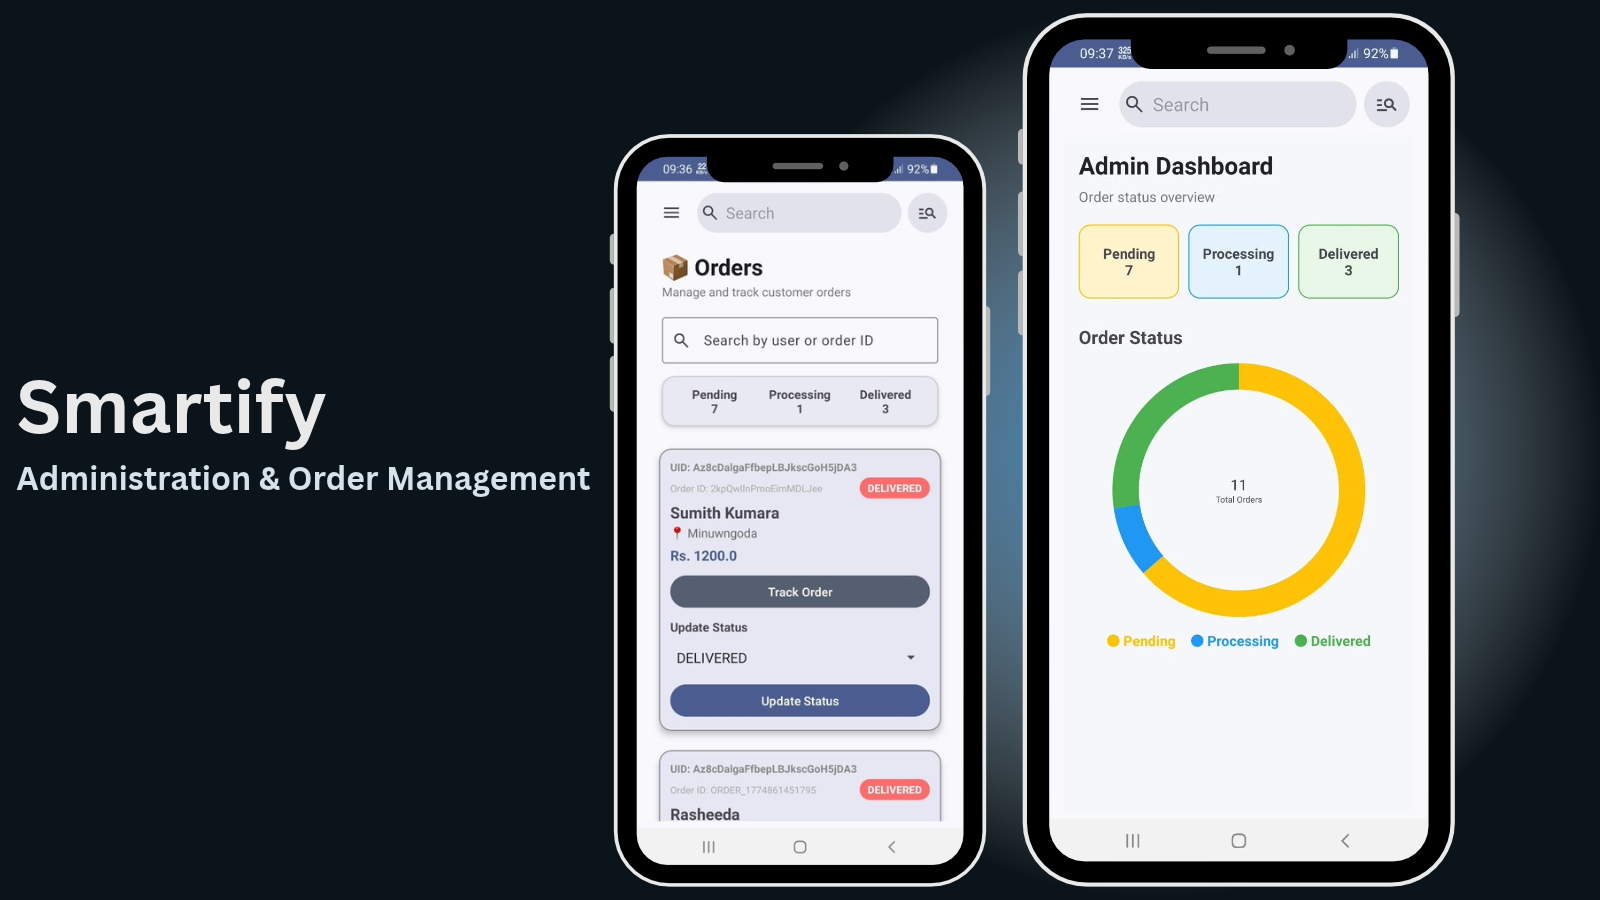 Smartify
Administration & Order Management
09:36
92%
Search
Orders
Manage and track customer orders
Search by user or order ID
Pending Processing Delivered
7 1 3
UID: Az8cDalgaFfbepLBJkscGoH5jDA3
Order ID: 2kpQwIlnPmoEimMDLJee
DELIVERED
Sumith Kumara
Minuwngoda
Rs. 1200.0
Track Order
Update Status
DELIVERED
Update Status
UID: Az8cDalgaFfbepLBJkscGoH5jDA3
Order ID: ORDER_1774861451795
DELIVERED
Rasheeda
09:37 325 KB/s
92%
Search
Admin Dashboard
Order status overview
Pending Processing Delivered
7 1 3
Order Status
11
Total Orders
Pending Processing Delivered